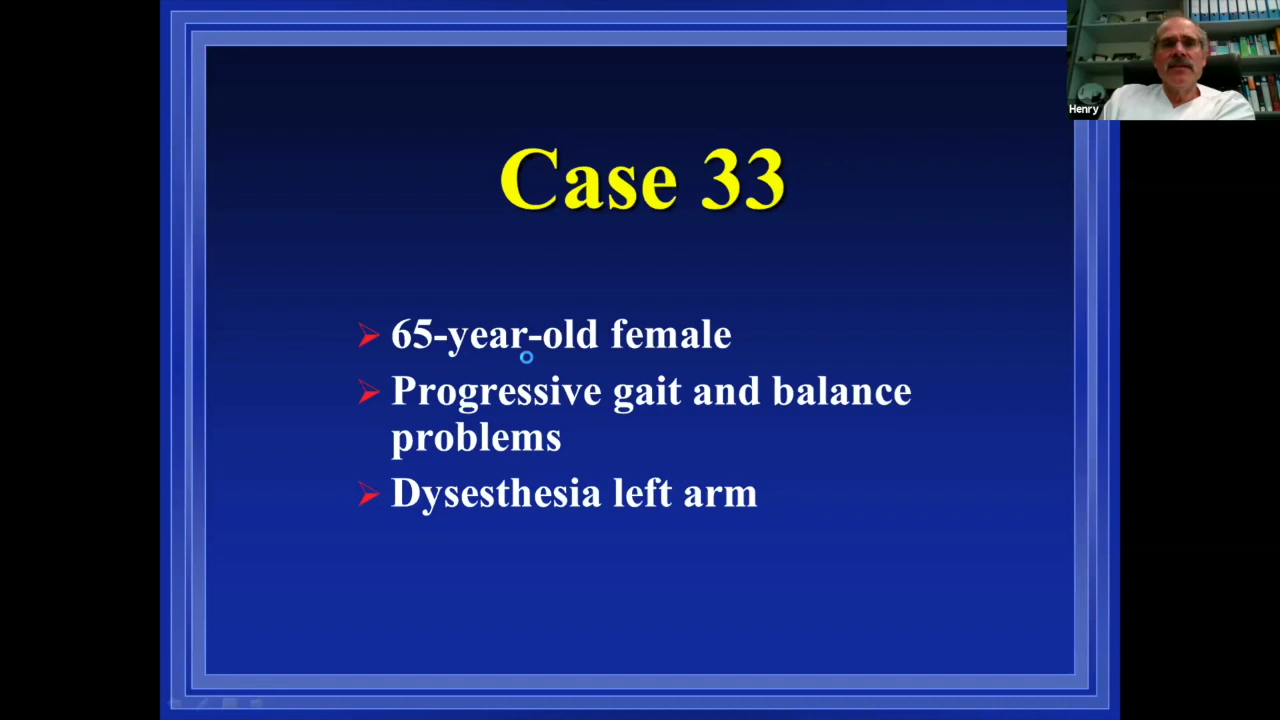 Henry
Case 33
65-year-old female
Progressive gait and balance
problems
Dysesthesia left arm